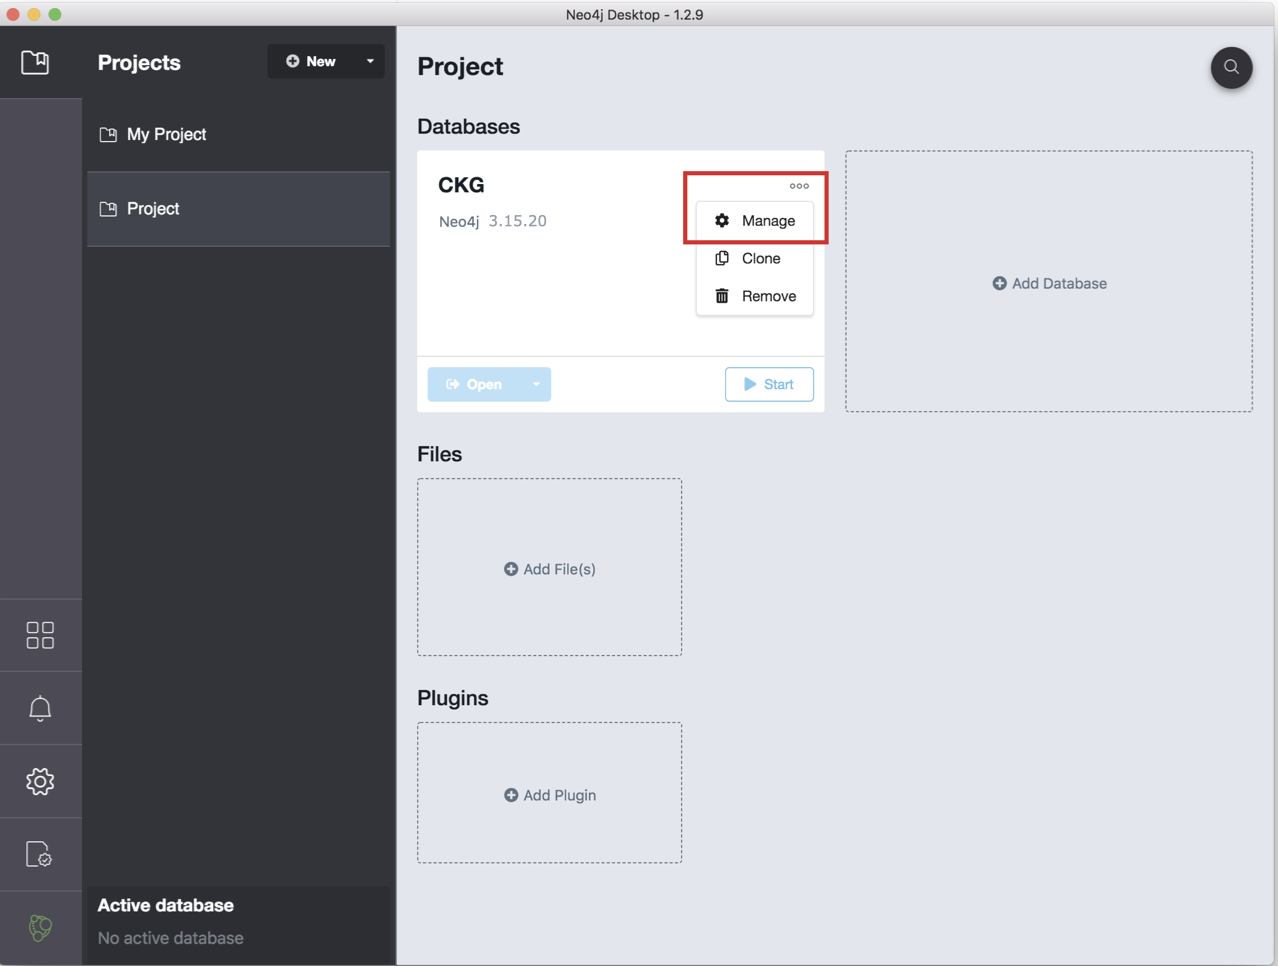 Neo4j Desktop - 1.2.9
Projects
New
My Project
Project
Active database
No active database
Project
Databases
CKG
Neo4j 3.15.20
Manage
Clone
Remove
Open
Start
Add Database
Files
Add File(s)
Plugins
Add Plugin